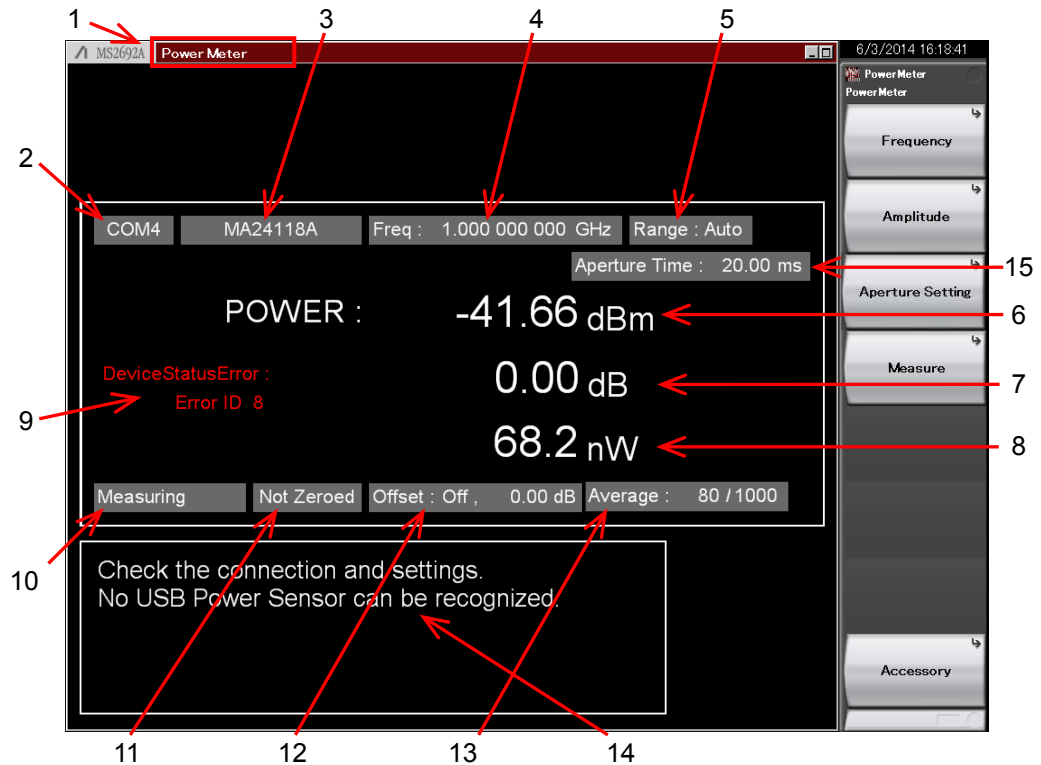 1 3 4 5
MS2692A Power Meter 6/3/2014 16:18:41
Power Meter
Power Meter
Frequency
2
Amplitude
COM4 MA24118A Freq : 1.000 000 000 GHz Range : Auto
Aperture Time : 20.00 ms 15
Aperture Setting
POWER : -41.66 dBm 6
Measure
DeviceStatusError : 0.00 dB 7
Error ID 8
9
68.2 nW 8
Measuring Not Zeroed Offset : Off , 0.00 dB Average : 80 / 1000
10
Check the connection and settings.
No USB Power Sensor can be recognized.
Accessory
11 12 13 14